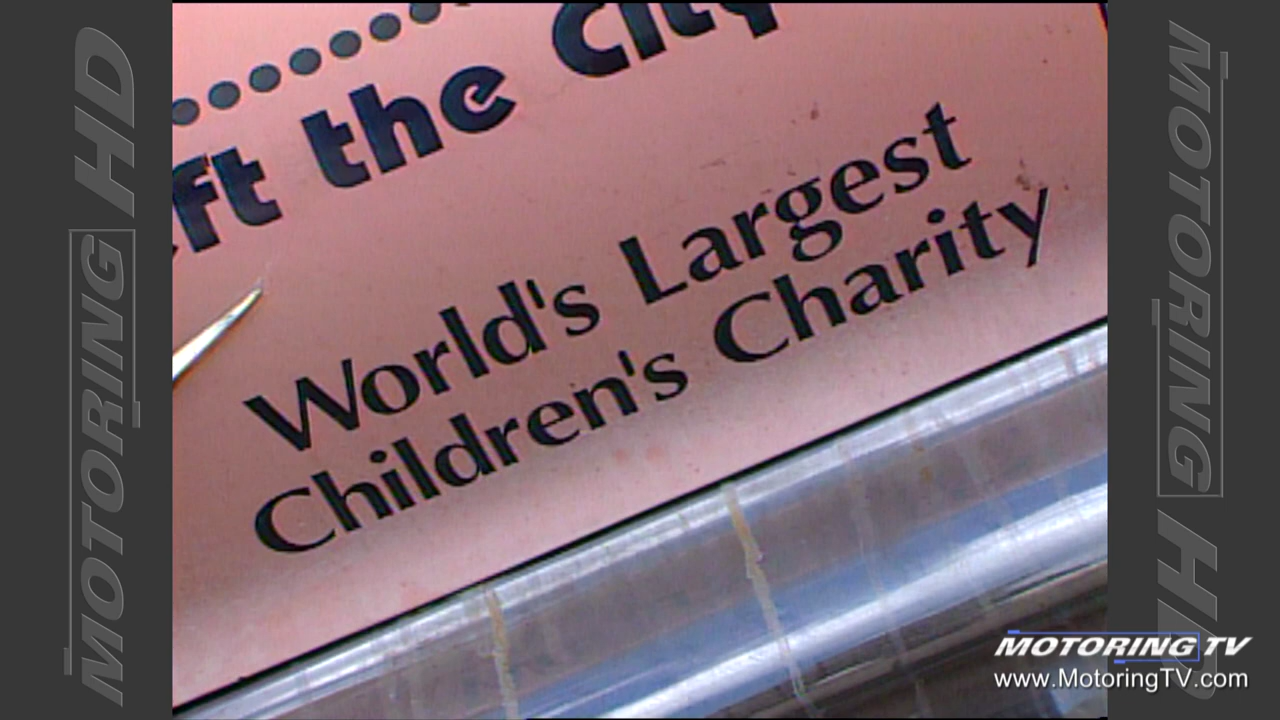 ft the City
World's Largest
Children's Charity
MOTORING HD
MOTORING HD
MOTORING TV
www.MotoringTV.com